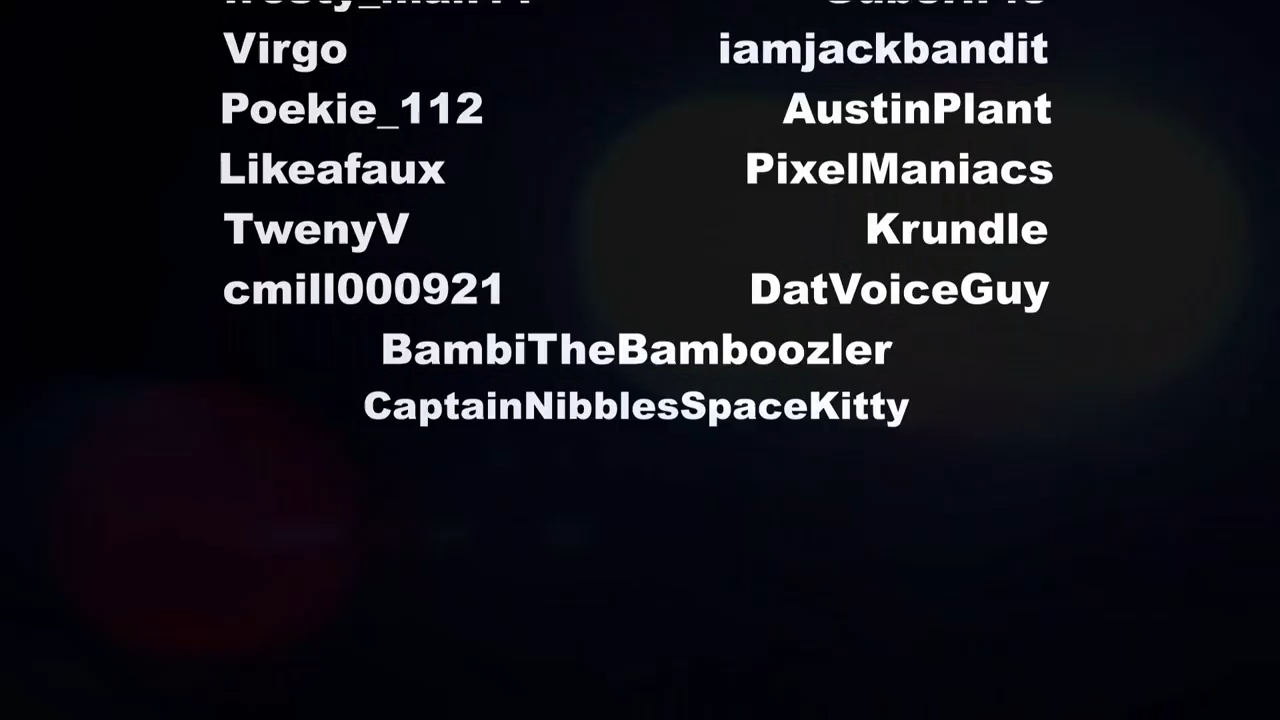 Virgo iamjackbandit
Poekie_112 AustinPlant
Likeafaux PixelManiacs
TwenyV Krundle
cmill000921 DatVoiceGuy
BambiTheBamboozler
CaptainNibblesSpaceKitty